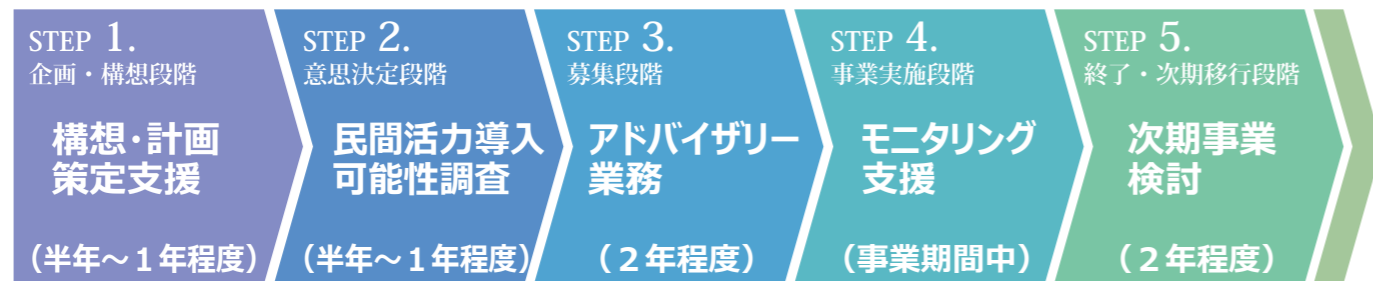 STEP 1.
企画・構想段階
構想・計画
策定支援
（半年～１年程度）
STEP 2.
意思決定段階
民間活力導入
可能性調査
（半年～１年程度）
STEP 3.
募集段階
アドバイザリー
業務
（２年程度）
STEP 4.
事業実施段階
モニタリング
支援
（事業期間中）
STEP 5.
終了・次期移行段階
次期事業
検討
（２年程度）